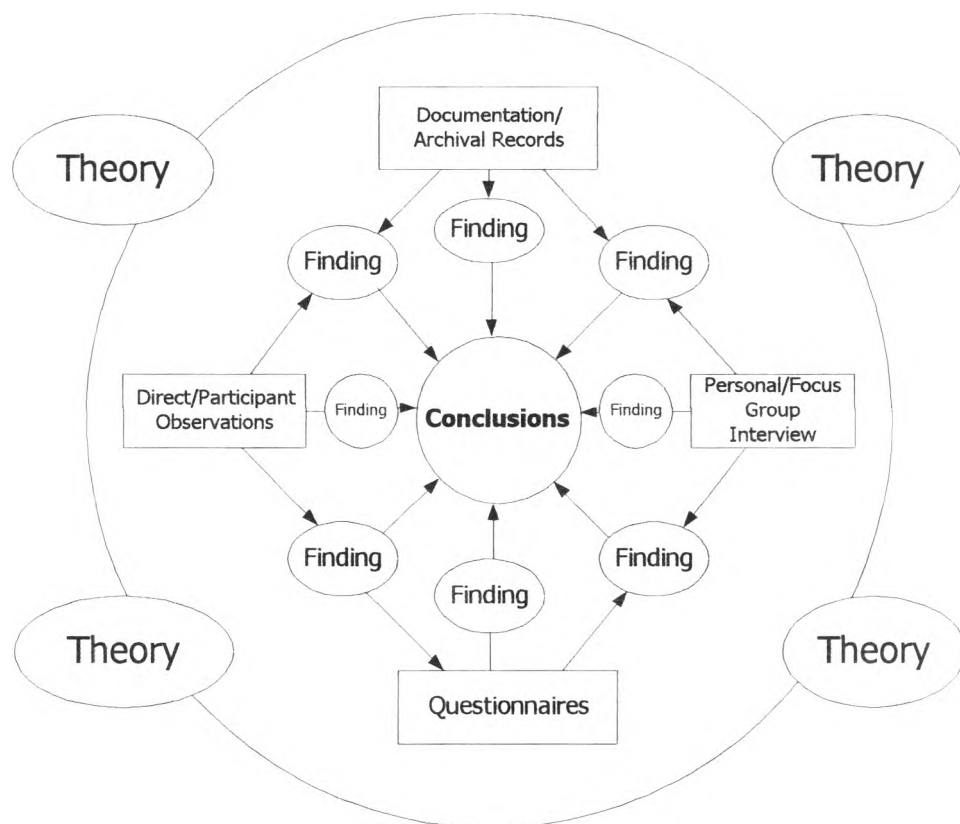 Documentation/
Archival Records
Theory
Theory
Finding
Finding
Finding
Direct/Participant
Observations
Finding
Conclusions
Finding
Personal/Focus
Group
Interview
Finding
Finding
Finding
Theory
Theory
Questionnaires